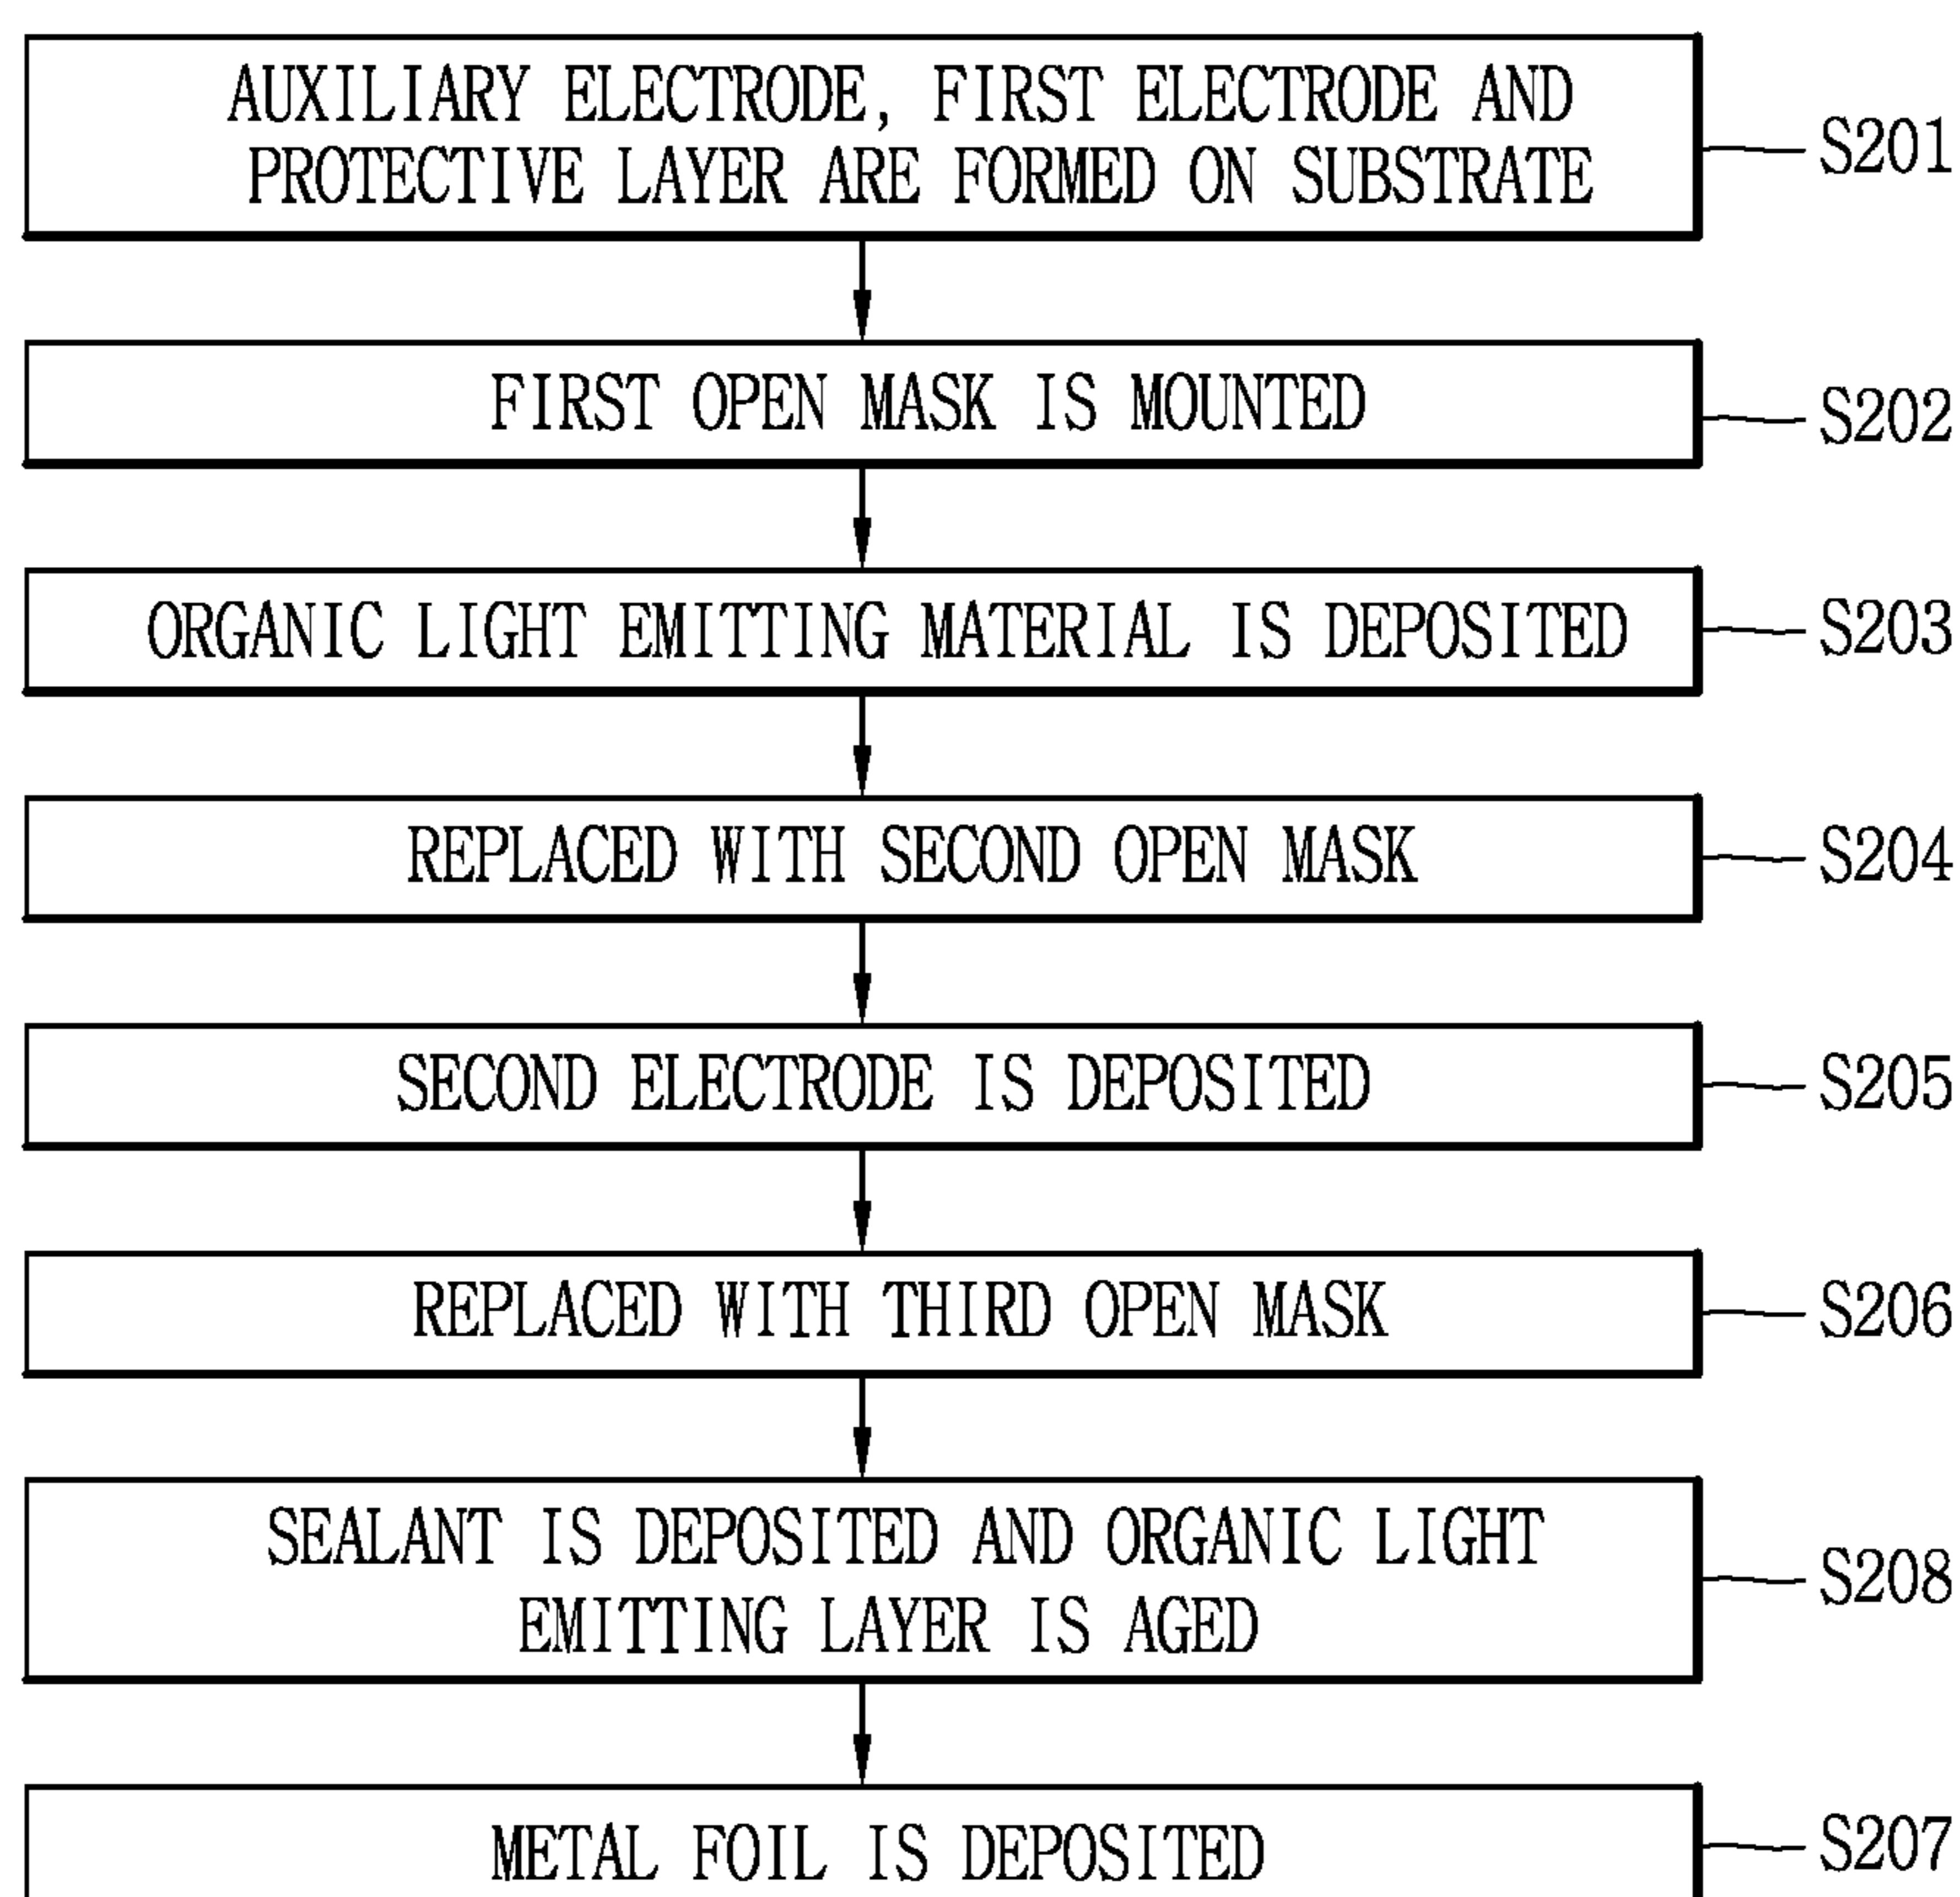 AUXILIARY ELECTRODE, FIRST ELECTRODE AND
PROTECTIVE LAYER ARE FORMED ON SUBSTRATE
S201
FIRST OPEN MASK IS MOUNTED
S202
ORGANIC LIGHT EMITTING MATERIAL IS DEPOSITED
S203
REPLACED WITH SECOND OPEN MASK
S204
SECOND ELECTRODE IS DEPOSITED
S205
REPLACED WITH THIRD OPEN MASK
S206
SEALANT IS DEPOSITED AND ORGANIC LIGHT
EMITTING LAYER IS AGED
S208
METAL FOIL IS DEPOSITED
S207